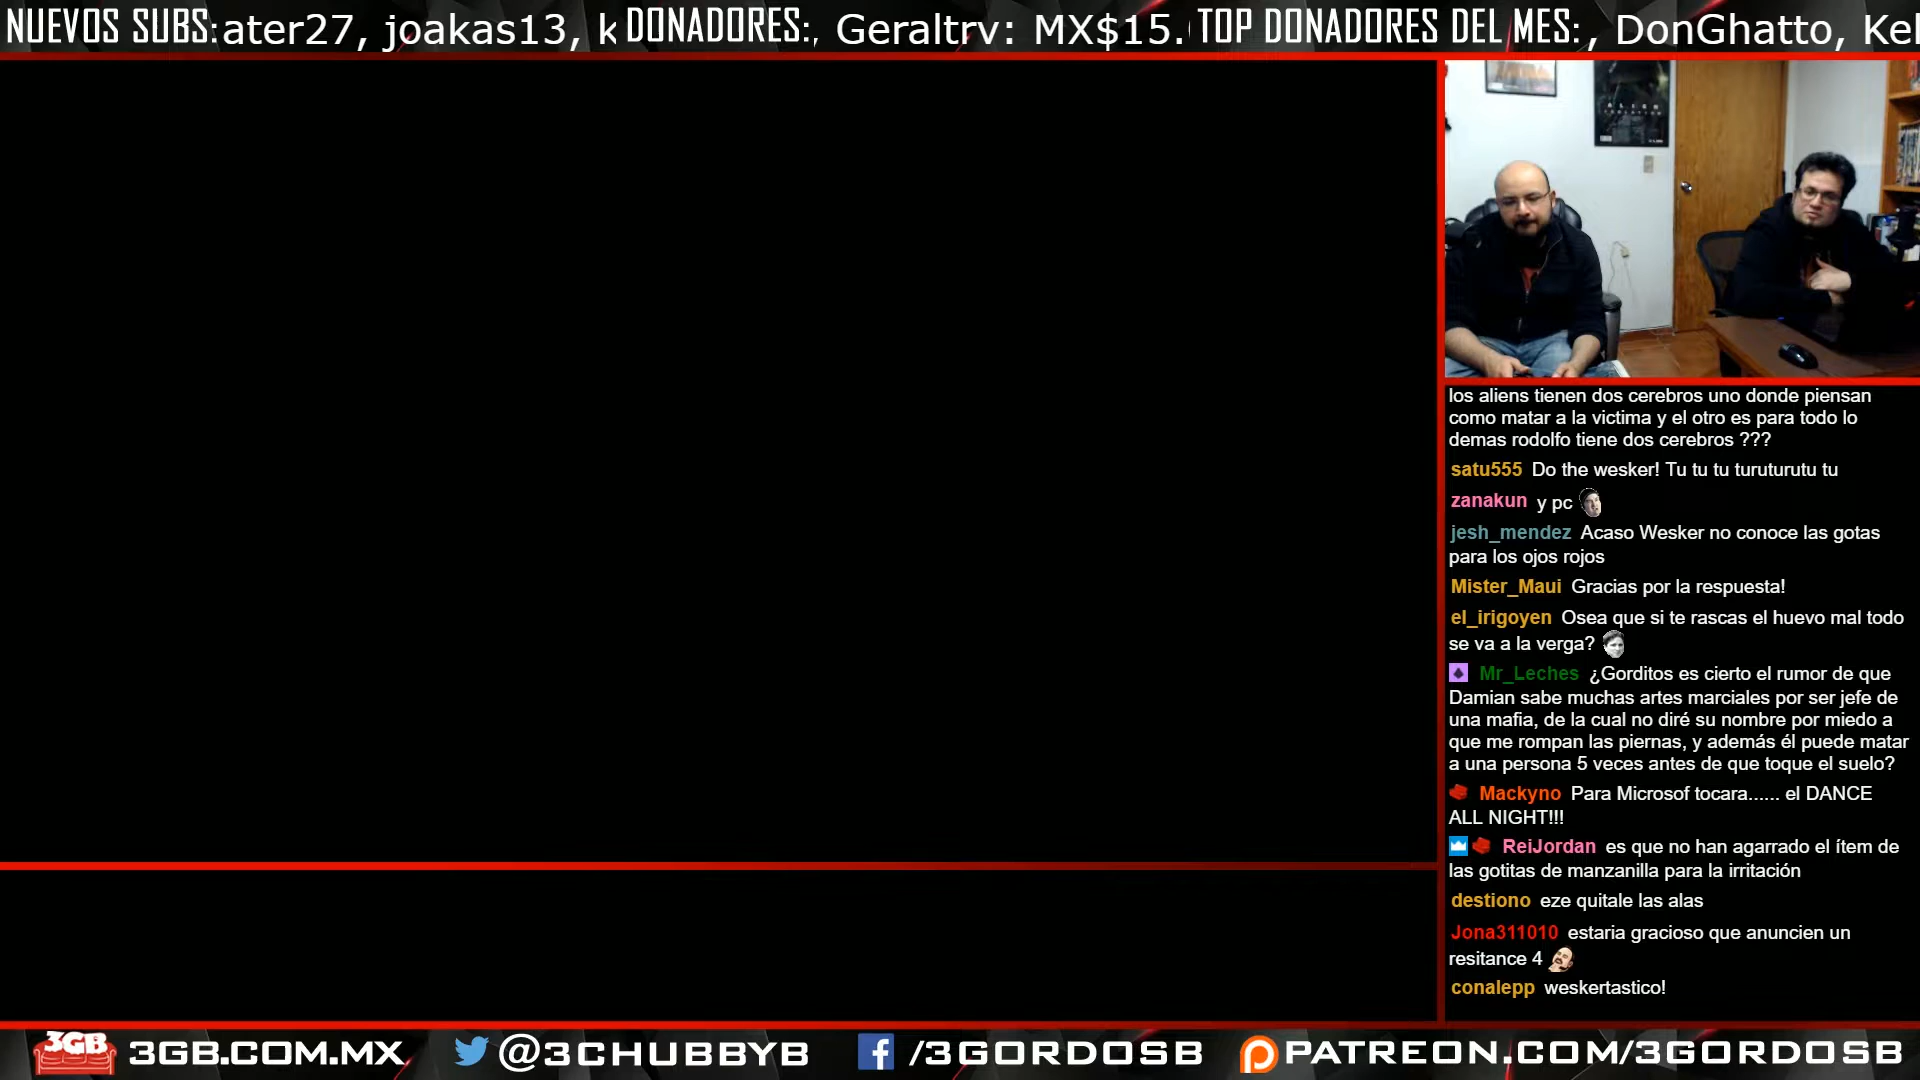 NUEVOS SUBS: ater27, joakas13, k DONADORES:, Geraltrv: MX$15. TOP DONADORES DEL MES:, DonGhatto, Kel
ALIEN
los aliens tienen dos cerebros uno donde piensan
como matar a la victima y el otro es para todo lo
demas rodolfo tiene dos cerebros ???
satu555 Do the wesker! Tu tu tu turuturutu tu
zanakun y pc
jesh_mendez Acaso Wesker no conoce las gotas
para los ojos rojos
Mister_Maui Gracias por la respuesta!
el_irigoyen Osea que si te rascas el huevo mal todo
se va a la verga?
Mr_Leches ¿Gorditos es cierto el rumor de que
Damian sabe muchas artes marciales por ser jefe de
una mafia, de la cual no diré su nombre por miedo a
que me rompan las piernas, y además él puede matar
a una persona 5 veces antes de que toque el suelo?
Mackyno Para Microsof tocara...... el DANCE
ALL NIGHT!!!
ReiJordan es que no han agarrado el ítem de
las gotitas de manzanilla para la irritación
destiono eze quitale las alas
Jona311010 estaria gracioso que anuncien un
resitance 4
conalepp weskertastico!
3GB 3GB.COM.MX @3CHUBBYB /3GORDOSB PATREON.COM/3GORDOSB